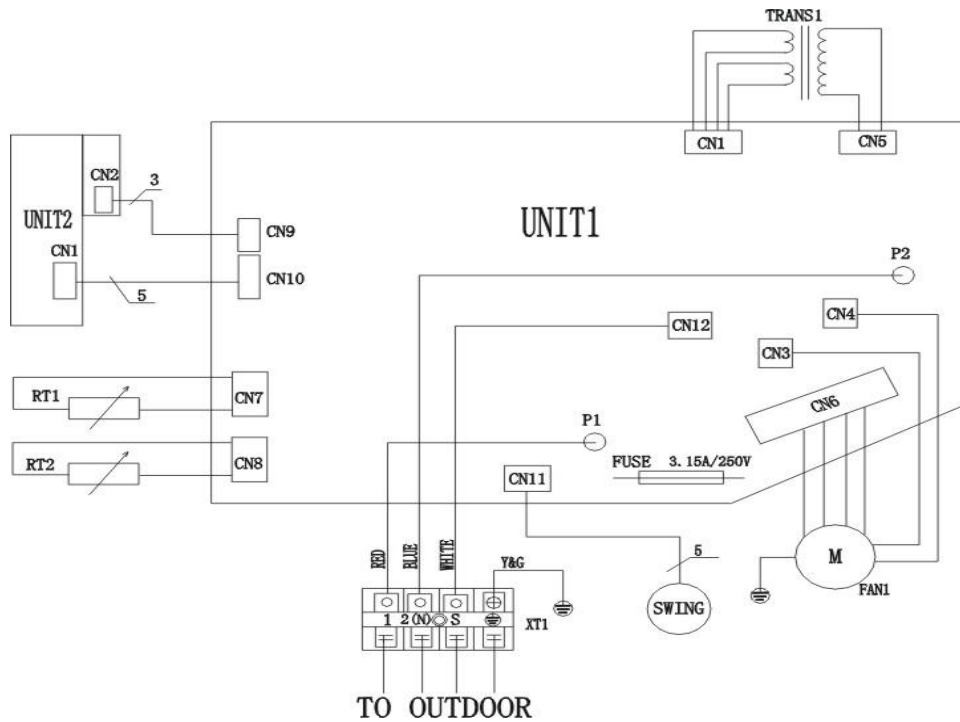 TRANS1
CN1
CN5
CN2
3
UNIT2
UNIT1
CN9
CN1
CN10
P2
5
CN4
CN12
CN3
RT1
CN7
CN6
P1
RT2
CN8
FUSE 3.15A/250V
CN11
RED
BLUE
WHITE
Y&G
5
M
FAN1
SWING
1 2(N) S
XT1
TO OUTDOOR